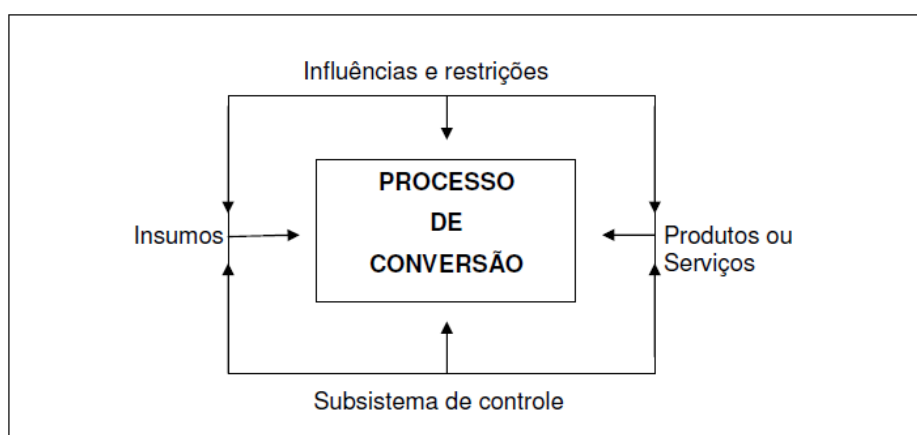 Influências e restrições
PROCESSO
DE
CONVERSÃO
Insumos
Produtos ou
Serviços
Subsistema de controle